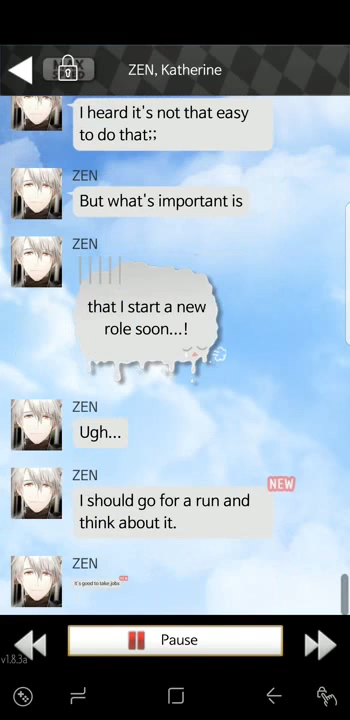 ZEN, Katherine
I heard it's not that easy
to do that;;
ZEN
But what's important is
ZEN
that I start a new
role soon...!
ZEN
Ugh...
ZEN
NEW
I should go for a run and
think about it.
ZEN
It's good to take jobs
Pause
v1.8.3a